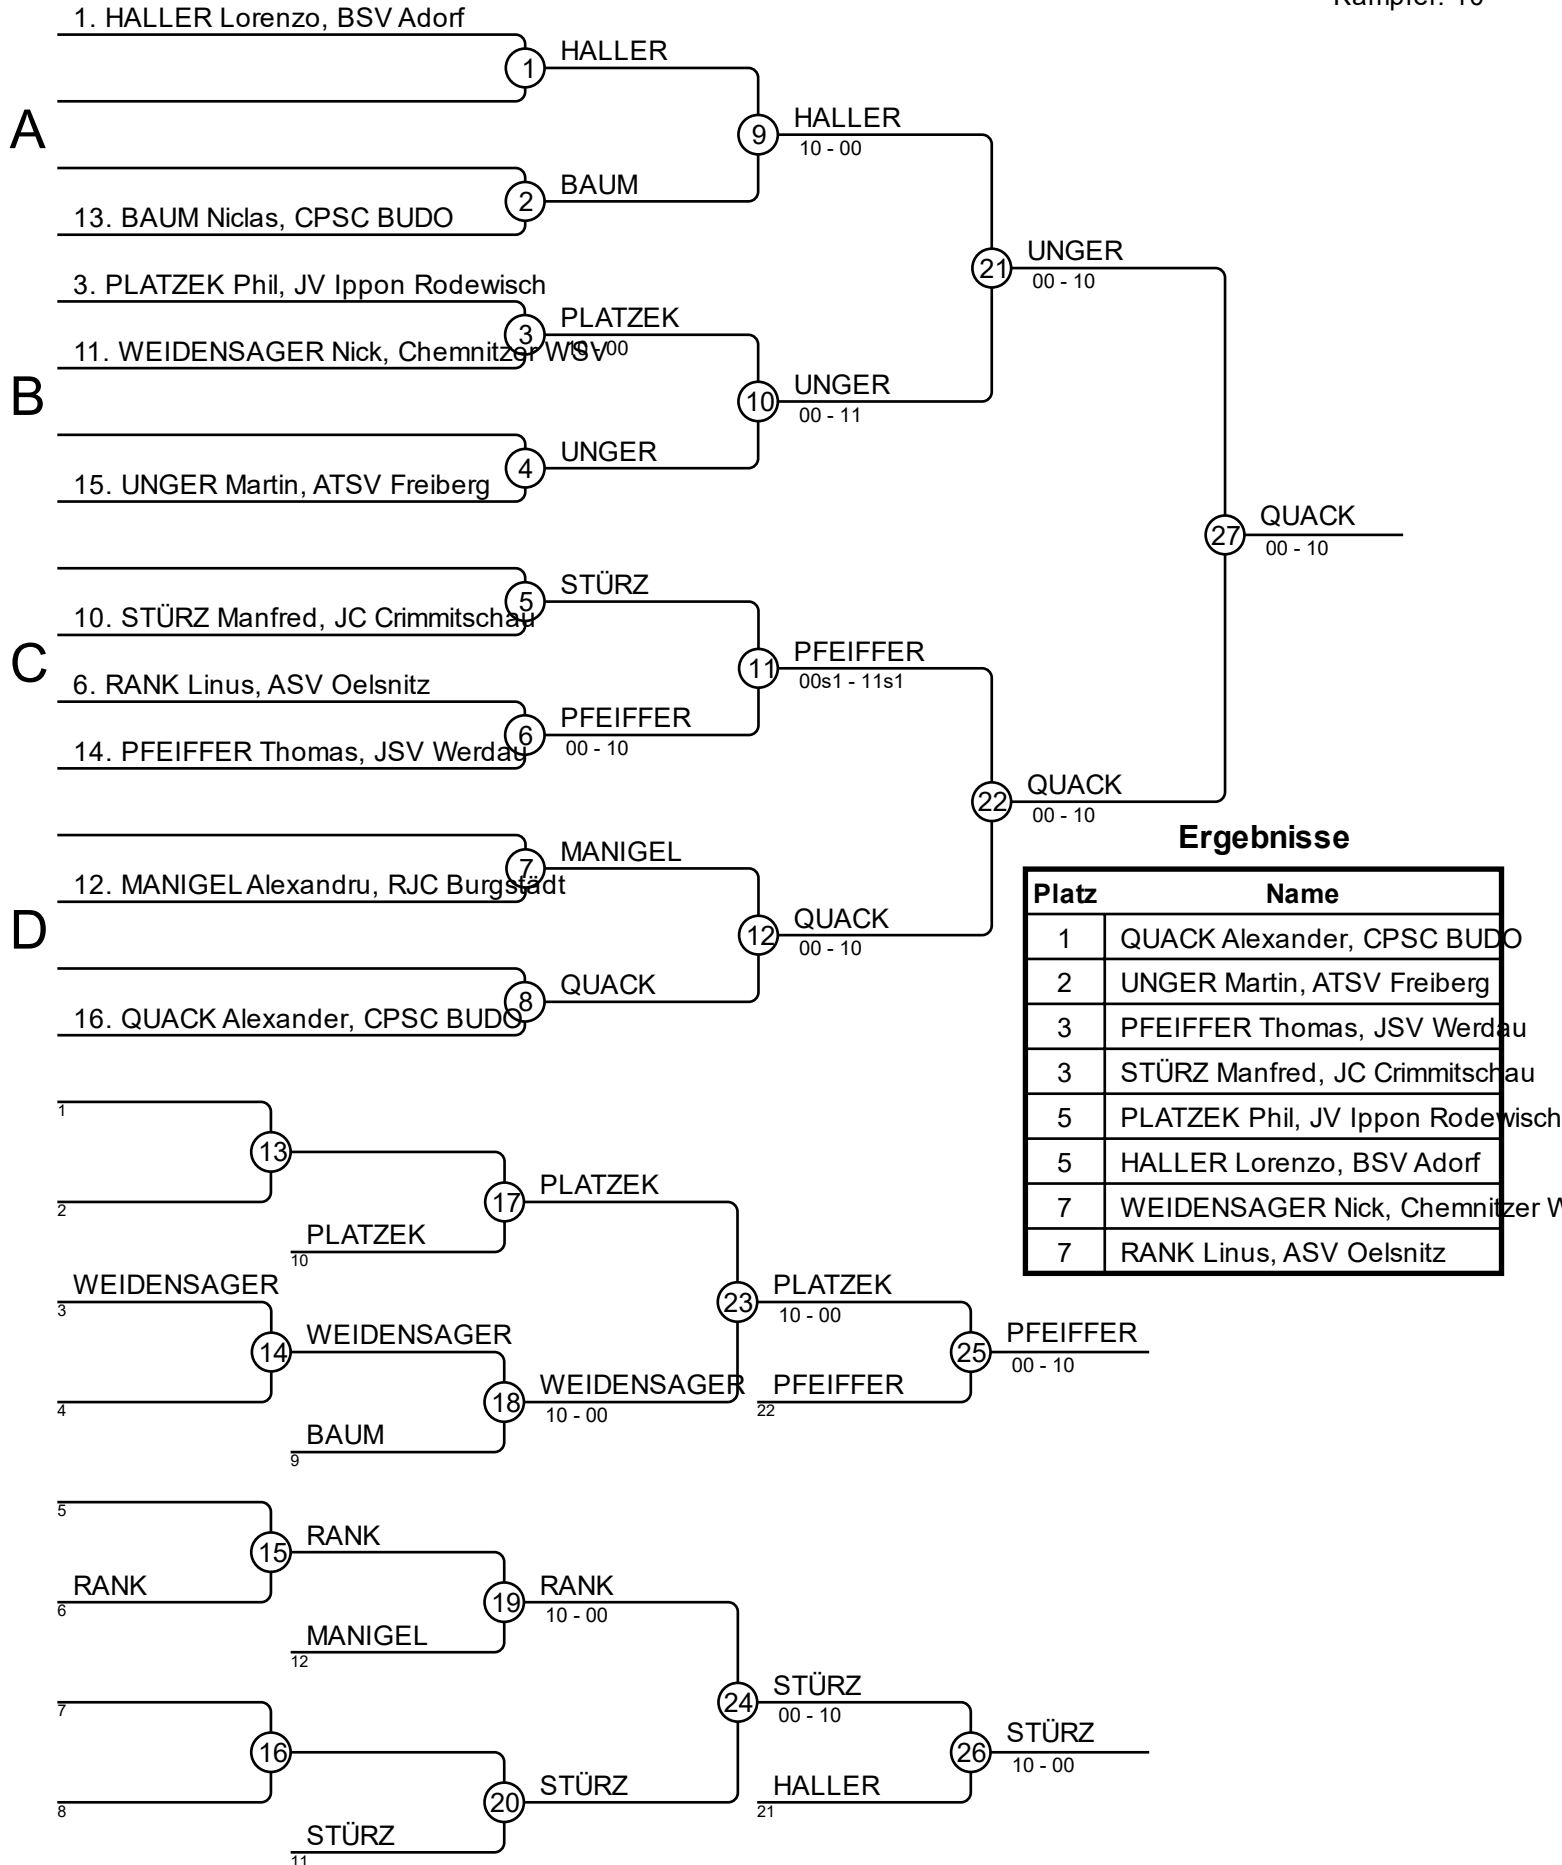 Kämpfer: 10
1. HALLER Lorenzo, BSV Adorf
1
HALLER
A
9
HALLER
10 - 00
2
BAUM
13. BAUM Niclas, CPSC BUDO
21
UNGER
00 - 10
3. PLATZEK Phil, JV Ippon Rodewisch
3
PLATZEK
10 - 00
11. WEIDENSAGER Nick, Chemnitzer WSV
B
10
UNGER
00 - 11
4
UNGER
15. UNGER Martin, ATSV Freiberg
27
QUACK
00 - 10
5
STÜRZ
10. STÜRZ Manfred, JC Crimmitschau
C
11
PFEIFFER
00s1 - 11s1
6. RANK Linus, ASV Oelsnitz
6
PFEIFFER
00 - 10
14. PFEIFFER Thomas, JSV Werdau
22
QUACK
00 - 10
7
MANIGEL
12. MANIGEL Alexandru, RJC Burgstädt
D
12
QUACK
00 - 10
8
QUACK
16. QUACK Alexander, CPSC BUDO
Ergebnisse
Platz Name
1 QUACK Alexander, CPSC BUDO
2 UNGER Martin, ATSV Freiberg
3 PFEIFFER Thomas, JSV Werdau
3 STÜRZ Manfred, JC Crimmitschau
5 PLATZEK Phil, JV Ippon Rodewisch
5 HALLER Lorenzo, BSV Adorf
7 WEIDENSAGER Nick, Chemnitzer W
7 RANK Linus, ASV Oelsnitz
1
13
2
17
PLATZEK
PLATZEK
10
WEIDENSAGER
3
14
WEIDENSAGER
4
18
WEIDENSAGER
10 - 00
BAUM
9
23
PLATZEK
10 - 00
25
PFEIFFER
00 - 10
PFEIFFER
22
5
15
RANK
RANK
6
19
RANK
10 - 00
MANIGEL
12
24
STÜRZ
00 - 10
7
16
8
20
STÜRZ
STÜRZ
11
26
STÜRZ
10 - 00
HALLER
21